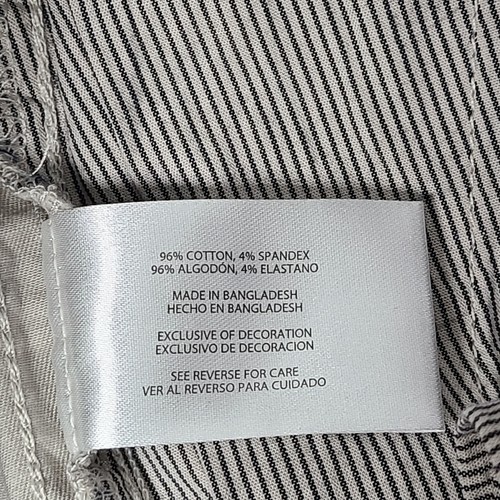 96% COTTON, 4% SPANDEX
96% ALGODÓN, 4% ELASTANO
MADE IN BANGLADESH
HECHO EN BANGLADESH
EXCLUSIVE OF DECORATION
EXCLUSIVO DE DECORACION
SEE REVERSE FOR CARE
VER AL REVERSO PARA CUIDADO